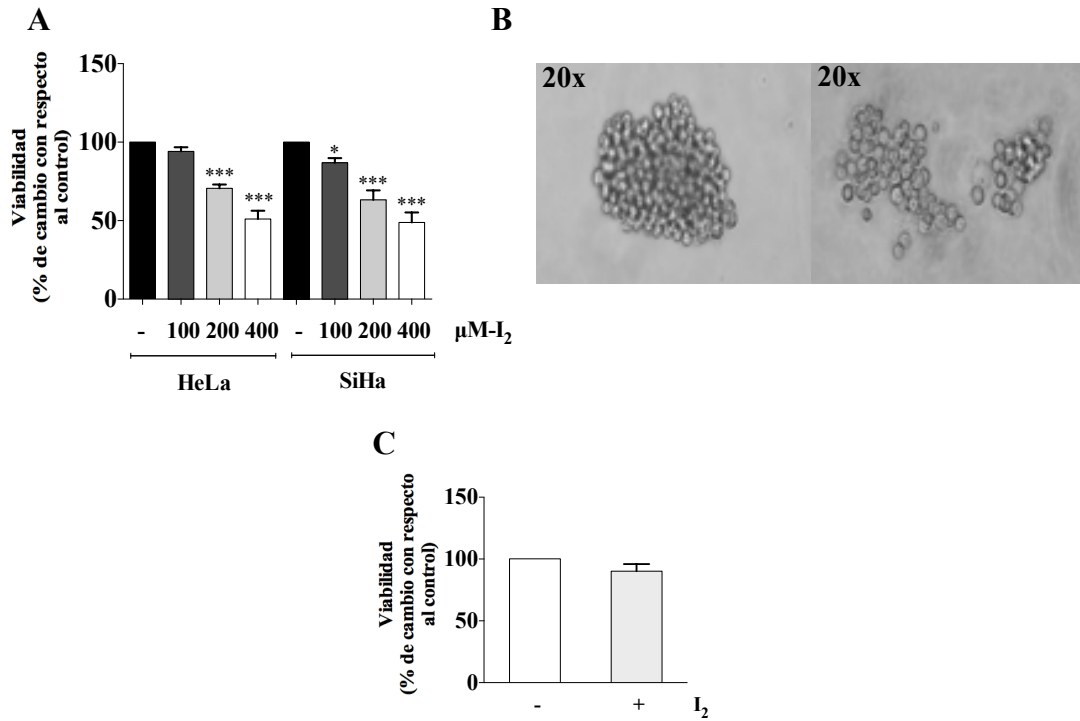 A
Viabilidad
(% de cambio con respecto
al control)
150
100
50
0
***
***
*
***
***
- 100 200 400 - 100 200 400 µM-I₂
HeLa SiHa
B
20x 20x
C
Viabilidad
(% de cambio con respecto
al control)
150
100
50
0
- + I₂